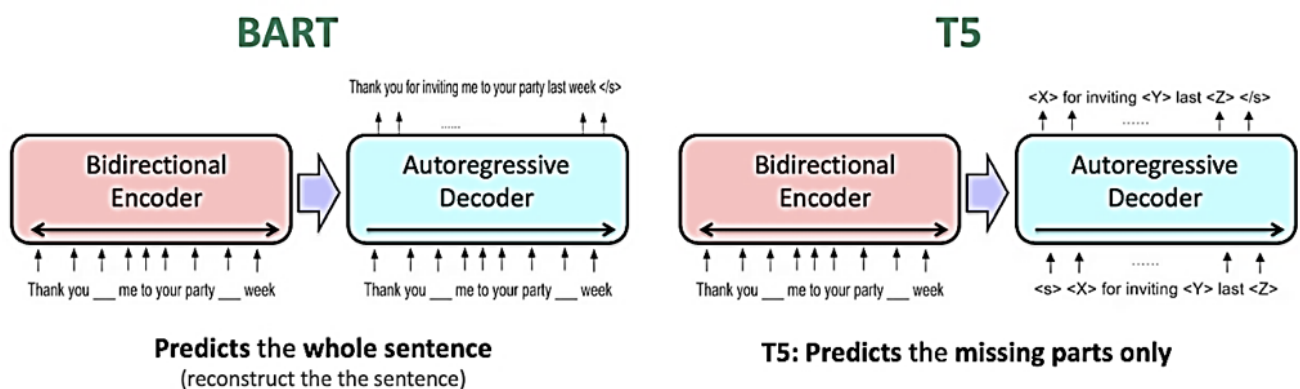 BART
Thank you for inviting me to your party last week </s>
......
Bidirectional
Encoder
Autoregressive
Decoder
Thank you ___ me to your party ___ week
Thank you ___ me to your party ___ week
Predicts the whole sentence
(reconstruct the the sentence)
T5
<X> for inviting <Y> last <Z> </s>
......
Bidirectional
Encoder
Autoregressive
Decoder
......
Thank you ___ me to your party ___ week
<s> <X> for inviting <Y> last <Z>
T5: Predicts the missing parts only